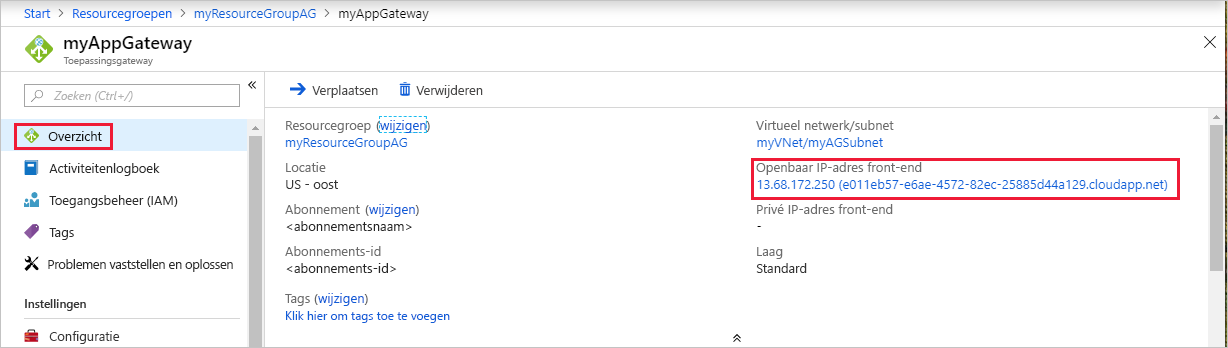 Start > Resourcegroepen > myResourceGroupAG > myAppGateway
myAppGateway
Toepassingsgateway
Zoeken (Ctrl+/)
Overzicht
Activiteitenlogboek
Toegangsbeheer (IAM)
Tags
Problemen vaststellen en oplossen
Instellingen
Configuratie
Verplaatsen
Verwijderen
Resourcegroep (wijzigen)
myResourceGroupAG
Locatie
US - oost
Abonnement (wijzigen)
<abonnementsnaam>
Abonnements-id
<abonnements-id>
Tags (wijzigen)
Klik hier om tags toe te voegen
Virtueel netwerk/subnet
myVNet/myAGSubnet
Openbaar IP-adres front-end
13.68.172.250 (e011eb57-e6ae-4572-82ec-25885d44a129.cloudapp.net)
Privé IP-adres front-end
-
Laag
Standard